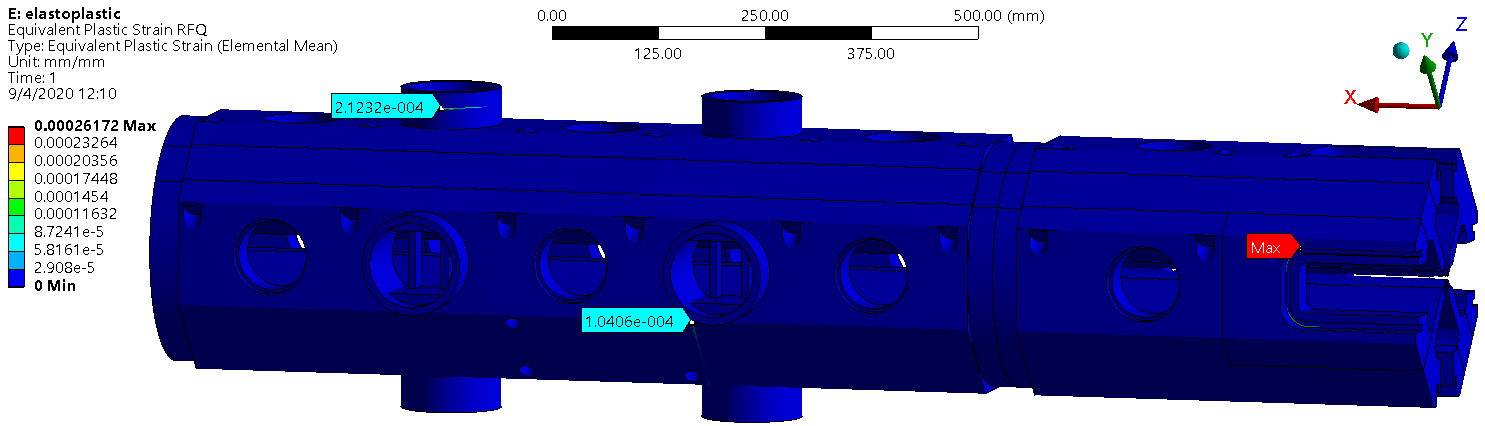 E: elastoplastic
Equivalent Plastic Strain RFQ
Type: Equivalent Plastic Strain (Elemental Mean)
Unit: mm/mm
Time: 1
9/4/2020 12:10
0.00026172 Max
0.00023264
0.00020356
0.00017448
0.0001454
0.00011632
8.7241e-5
5.8161e-5
2.908e-5
0 Min
0.00 250.00 500.00 (mm)
125.00 375.00
Z
Y
X
2.1232e-004
Max
1.0406e-004